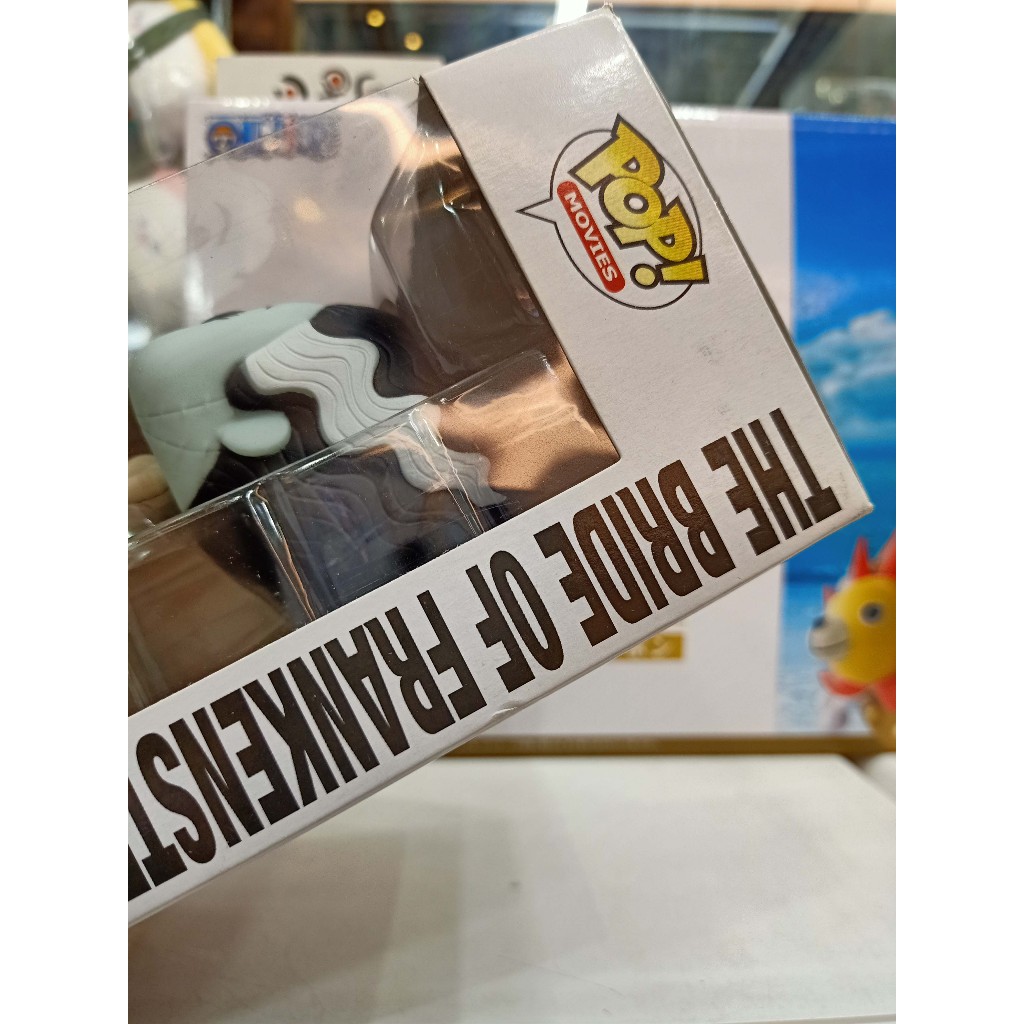 POP!
MOVIES
THE BRIDE OF FRANKENST